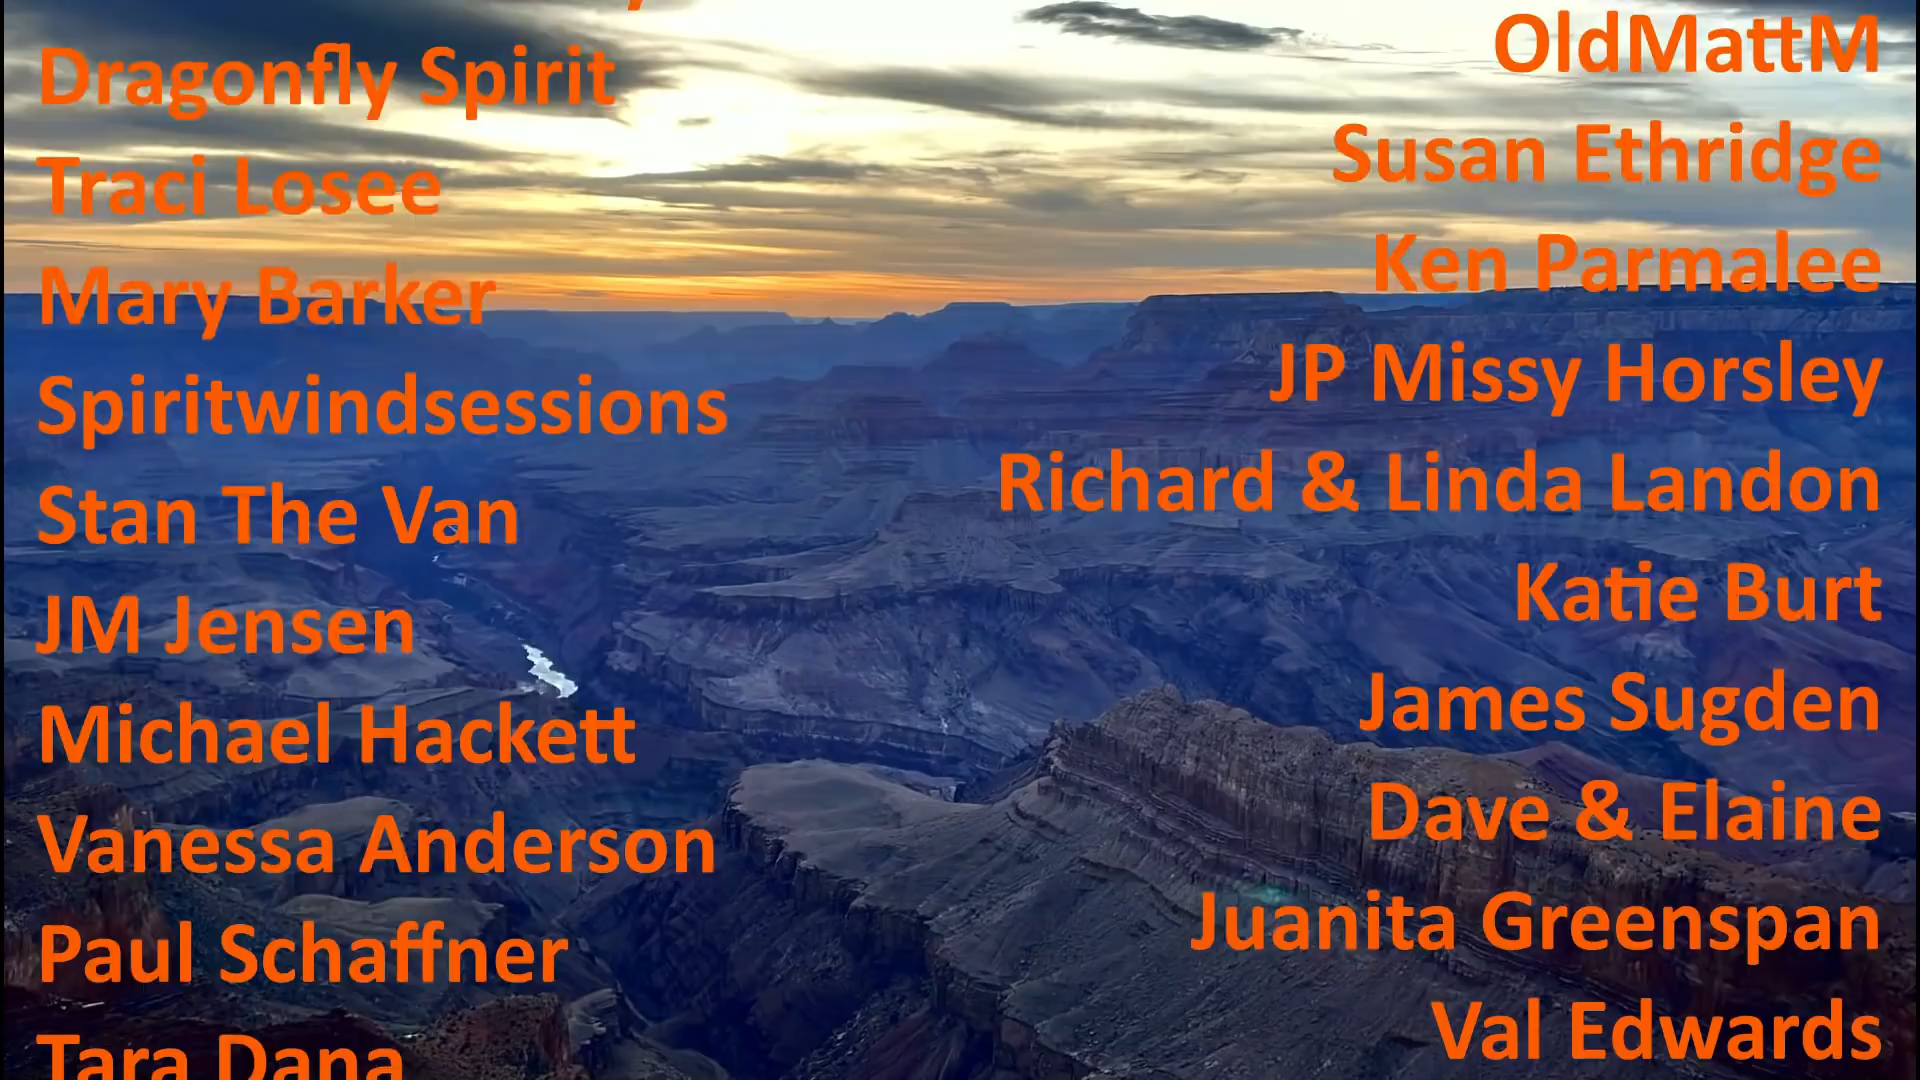 Dragonfly Spirit
Traci Losee
Mary Barker
Spiritwindsessions
Stan The Van
JM Jensen
Michael Hackett
Vanessa Anderson
Paul Schaffner
Tara Dana
OldMattM
Susan Ethridge
Ken Parmalee
JP Missy Horsley
Richard & Linda Landon
Katie Burt
James Sugden
Dave & Elaine
Juanita Greenspan
Val Edwards